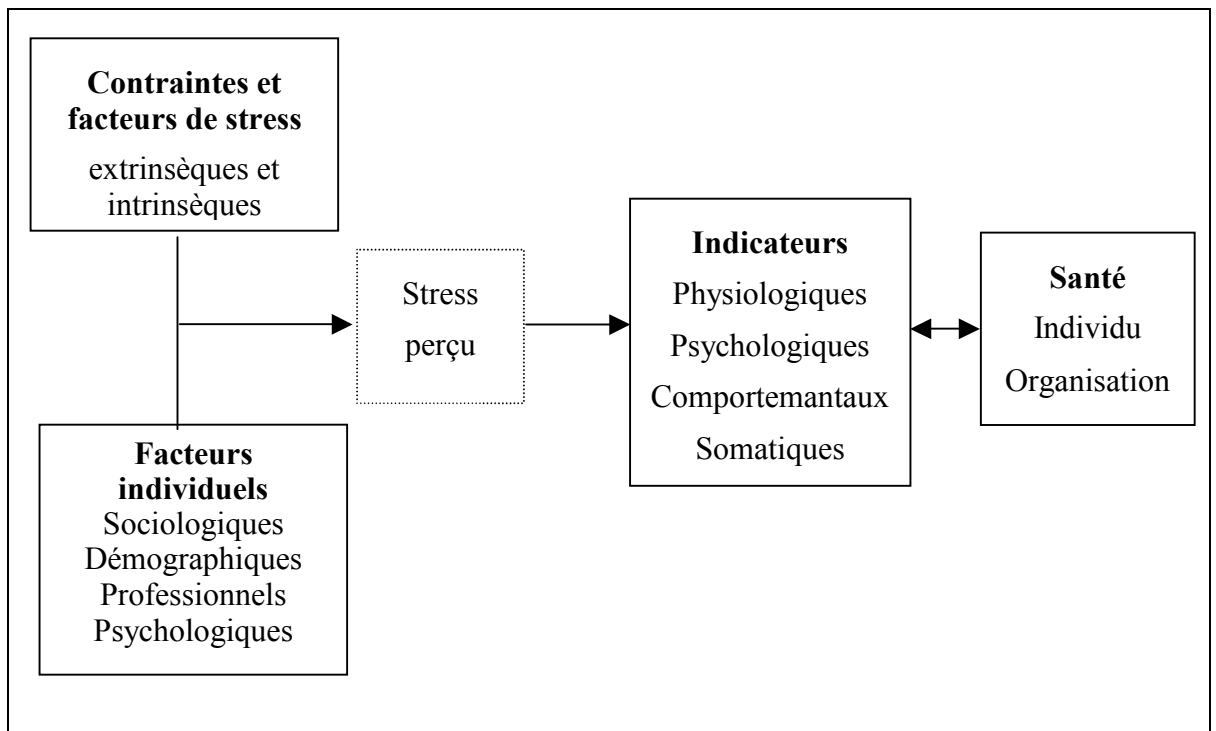 Contraintes et
facteurs de stress
extrinsèques et
intrinsèques
Facteurs
individuels
Sociologiques
Démographiques
Professionnels
Psychologiques
Stress
perçu
Indicateurs
Physiologiques
Psychologiques
Comportemantaux
Somatiques
Santé
Individu
Organisation